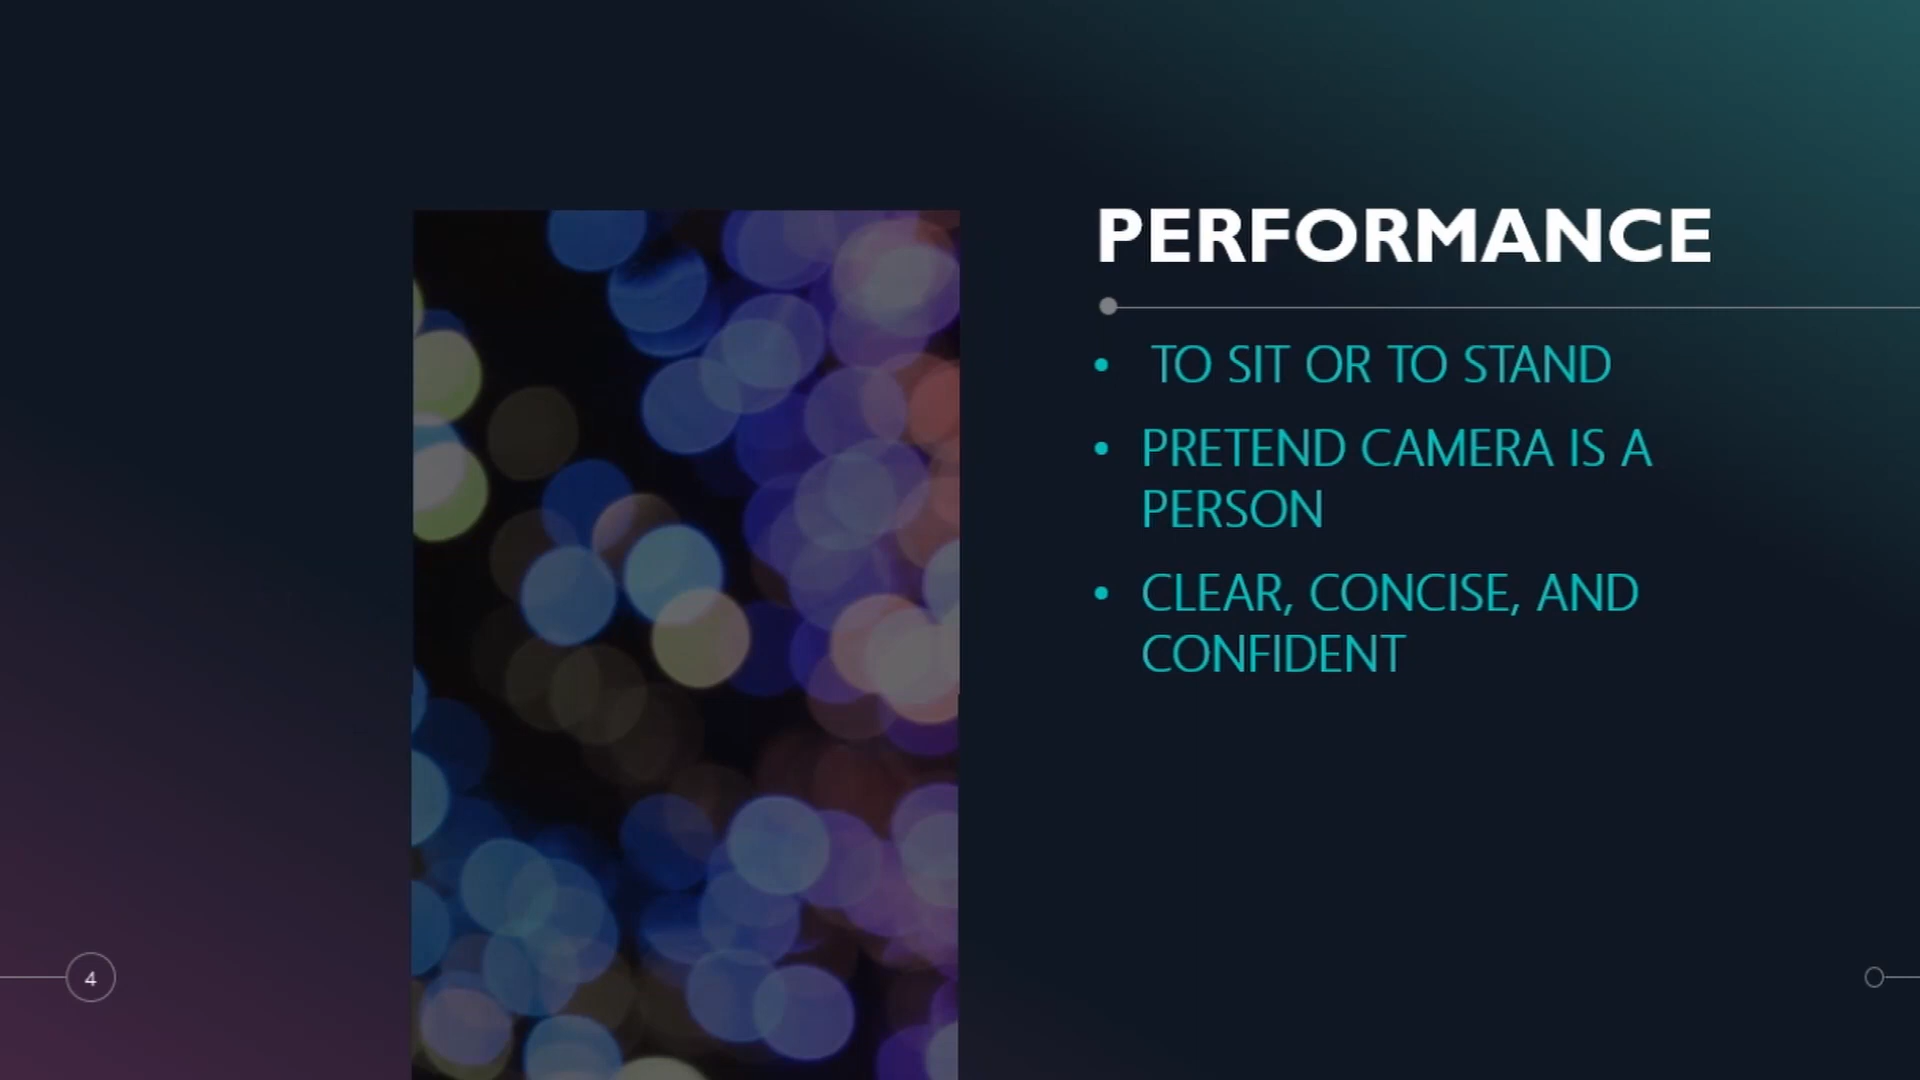 PERFORMANCE
• TO SIT OR TO STAND
• PRETEND CAMERA IS A
PERSON
• CLEAR, CONCISE, AND
CONFIDENT
4